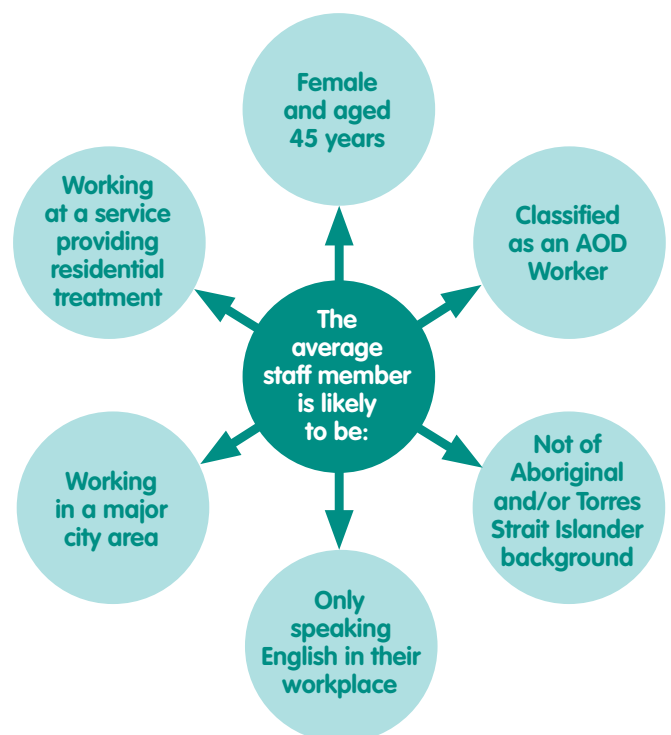 Female
and aged
45 years
Working
at a service
providing
residential
treatment
Classified
as an AOD
Worker
The
average
staff member
is likely
to be:
Working
in a major
city area
Not of
Aboriginal
and/or Torres
Strait Islander
background
Only
speaking
English in their
workplace